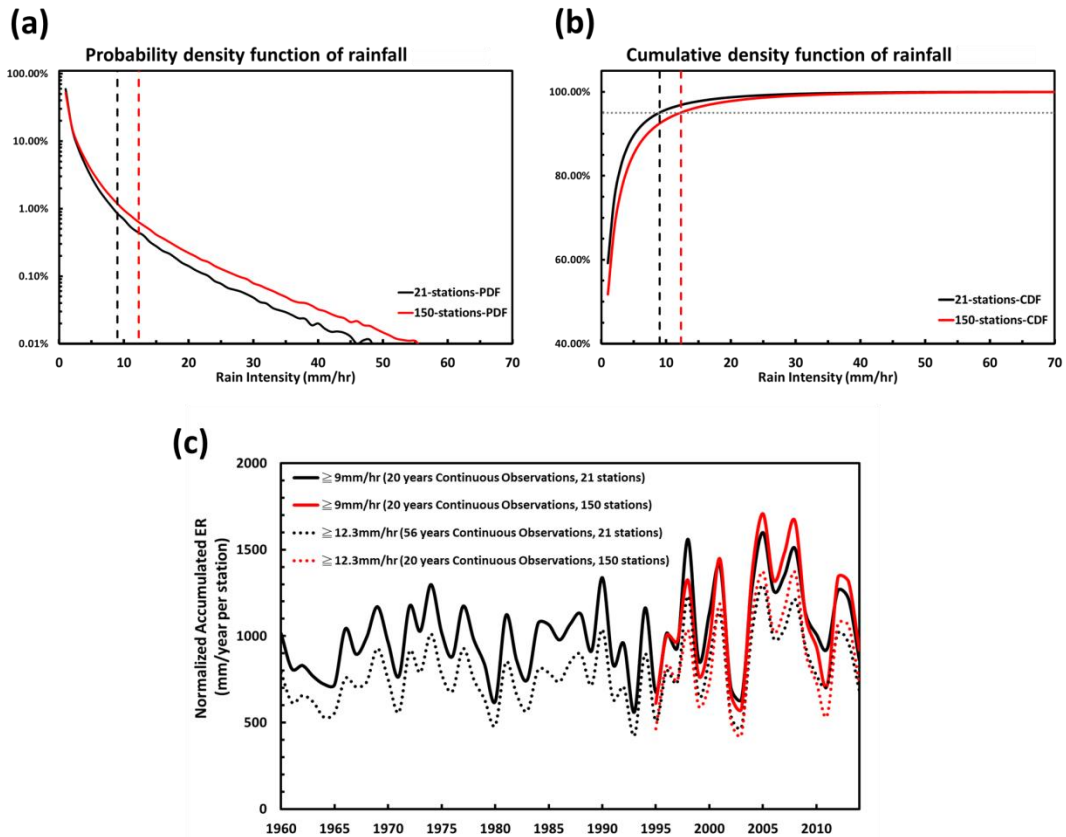 (a)
Probability density function of rainfall
100.00%
10.00%
1.00%
0.10%
0.01%
21-stations-PDF
150-stations-PDF
0 10 20 30 40 50 60 70
Rain Intensity (mm/hr)
(b)
Cumulative density function of rainfall
100.00%
80.00%
60.00%
40.00%
21-stations-CDF
150-stations-CDF
0 10 20 30 40 50 60 70
Rain Intensity (mm/hr)
(c)
Normalized Accumulated ER
(mm/year per station)
2000
1500
1000
500
0
≧9mm/hr (20 years Continuous Observations, 21 stations)
≧9mm/hr (20 years Continuous Observations, 150 stations)
≧12.3mm/hr (56 years Continuous Observations, 21 stations)
≧12.3mm/hr (20 years Continuous Observations, 150 stations)
1960 1965 1970 1975 1980 1985 1990 1995 2000 2005 2010